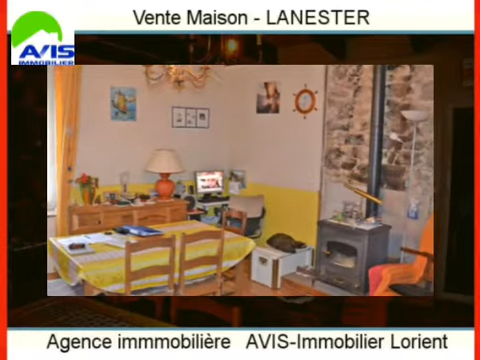 Vente Maison - LANESTER
AVIS
IMMOBILIER
Agence immmobilière AVIS-Immobilier Lorient